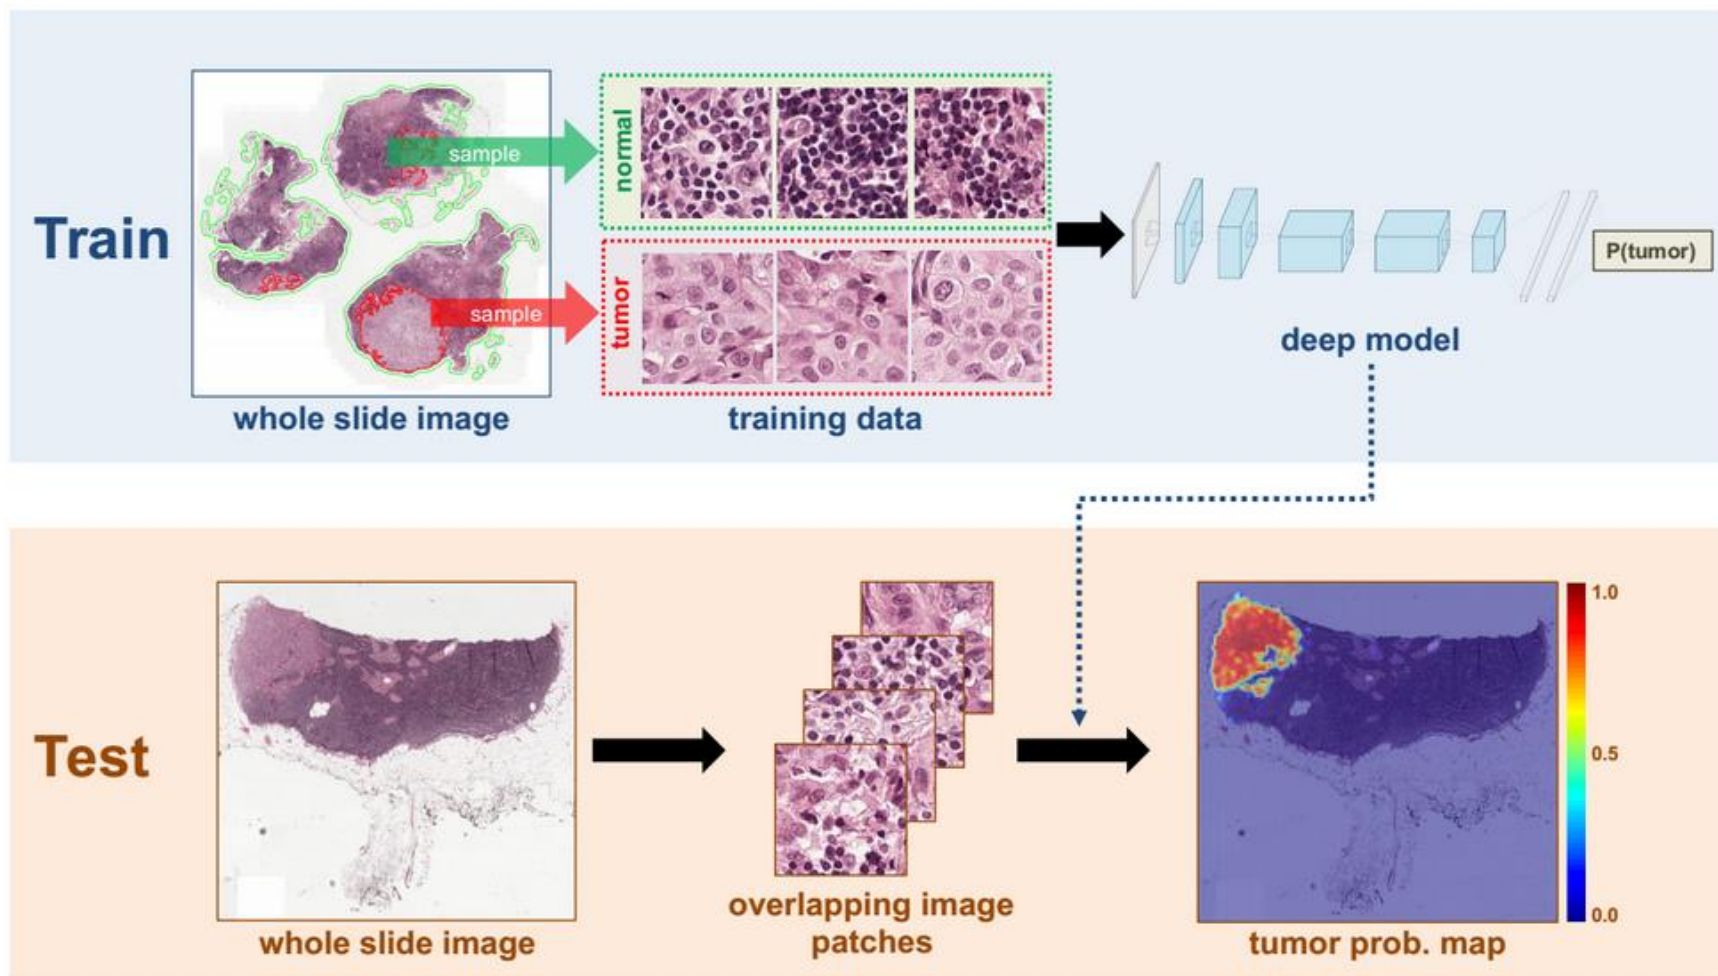 Train
sample
sample
normal
tumor
P(tumor)
deep model
whole slide image
training data
Test
1.0
0.5
0.0
overlapping image
patches
whole slide image
tumor prob. map